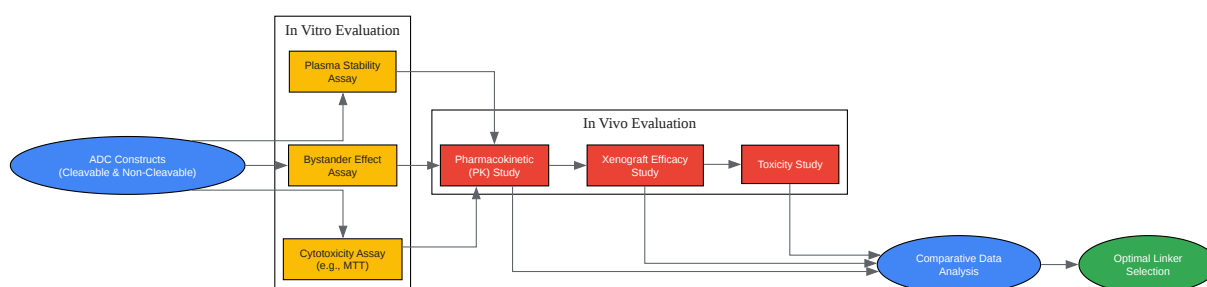 In Vitro Evaluation
Plasma Stability
Assay
ADC Constructs
(Cleavable & Non-Cleavable)
Bystander Effect
Assay
Cytotoxicity Assay
(e.g., MTT)
In Vivo Evaluation
Pharmacokinetic
(PK) Study
Xenograft Efficacy
Study
Toxicity Study
Comparative Data
Analysis
Optimal Linker
Selection